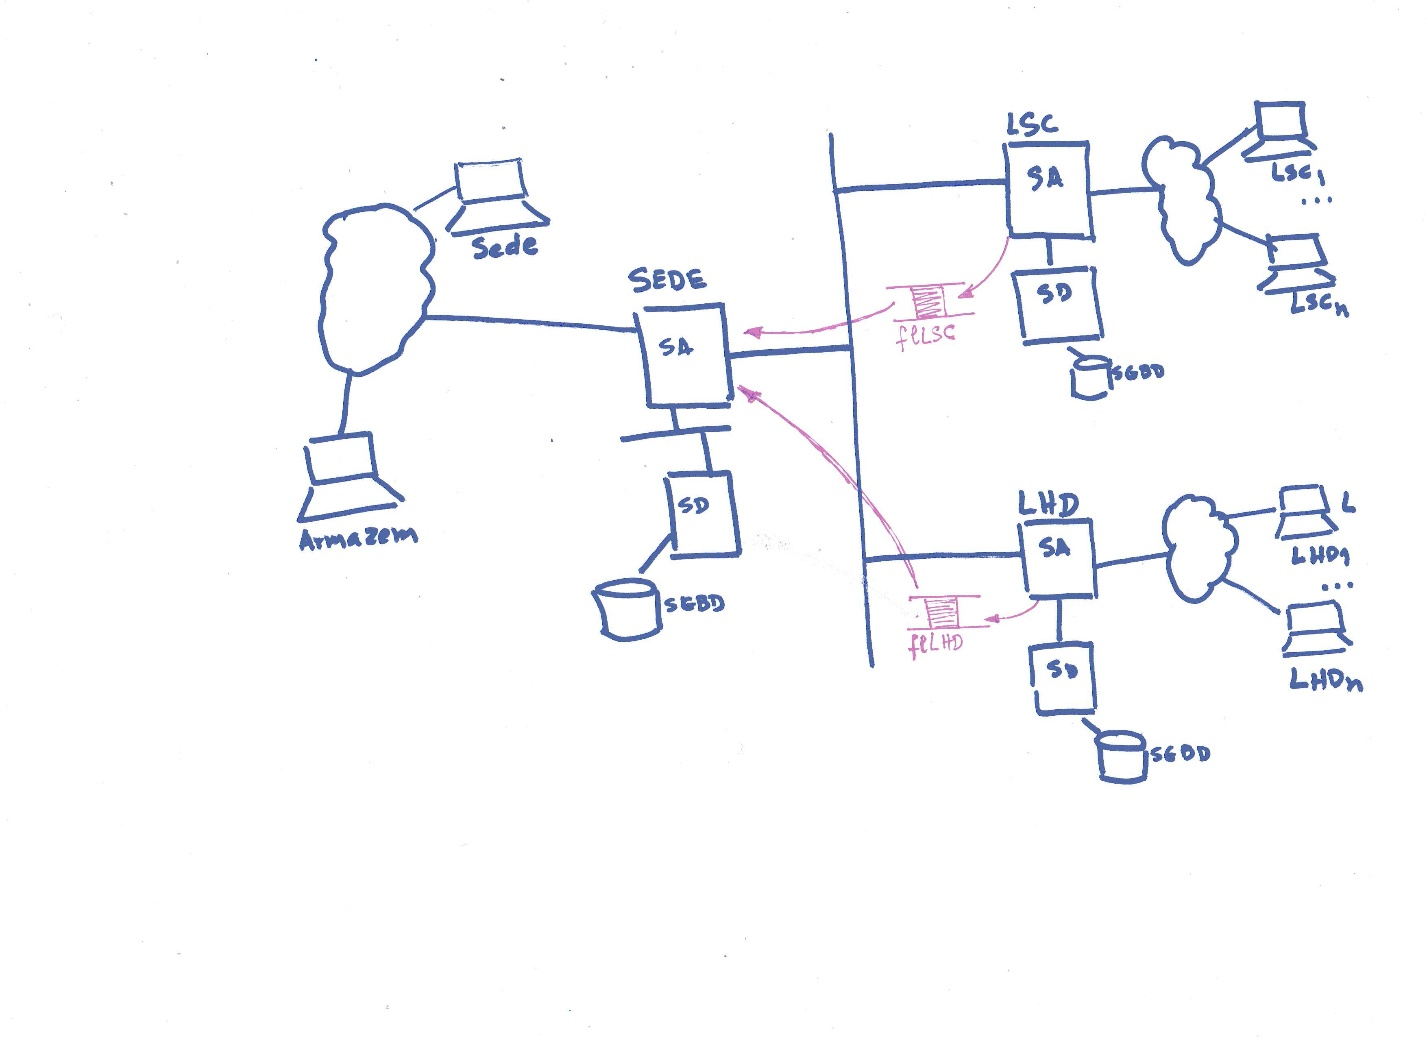 Sede
Armazem
SEDE
SA
SD
SGBD
LSC
SA
SD
SGBD
flLSC
LSC1
...
LSCn
LHD
SA
SD
SGBD
flLHD
L
LHD1
...
LHDn